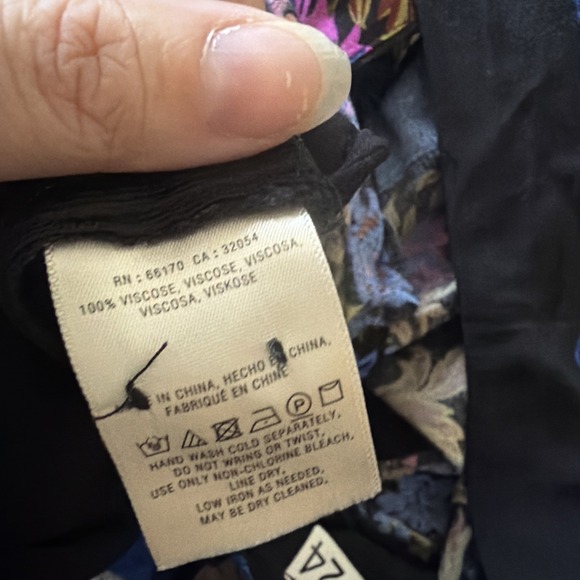 RN : 66170 CA : 32054
100% VISCOSE, VISCOSE, VISCOSA,
VISCOSA, VISKOSE
IN CHINA, HECHO CHINA,
FABRIQUÉ EN CHINE
P
HAND WASH COLD SEPARATELY.
DO NOT WRING OR TWIST.
USE ONLY NON-CHLORINE BLEACH.
LINE DRY.
LOW IRON AS NEEDED.
MAY BE DRY CLEANED.
24